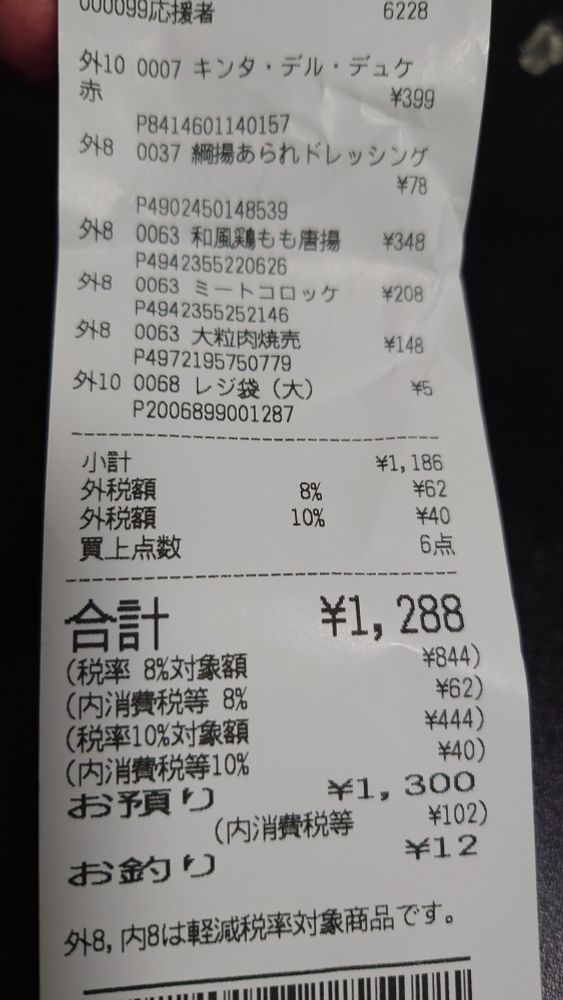 000099応援者 6228
外10 0007 キンタ・デル・デュケ
赤 ¥399
P8414601140157
外8 0037 綱揚あられドレッシング
¥78
P4902450148539
外8 0063 和風鶏もも唐揚 ¥348
P4942355220626
外8 0063 ミートコロッケ ¥208
P4942355252146
外8 0063 大粒肉焼売 ¥148
P4972195750779
外10 0068 レジ袋（大） ¥5
P2006899001287
小計 ¥1,186
外税額 8% ¥62
外税額 10% ¥40
買上点数 6点
合計 ¥1,288
(税率 8%対象額 ¥844)
(内消費税等 8% ¥62)
(税率10%対象額 ¥444)
(内消費税等10% ¥40)
お預り ¥1,300
(内消費税等 ¥102)
お釣り ¥12
外8,内8は軽減税率対象商品です。